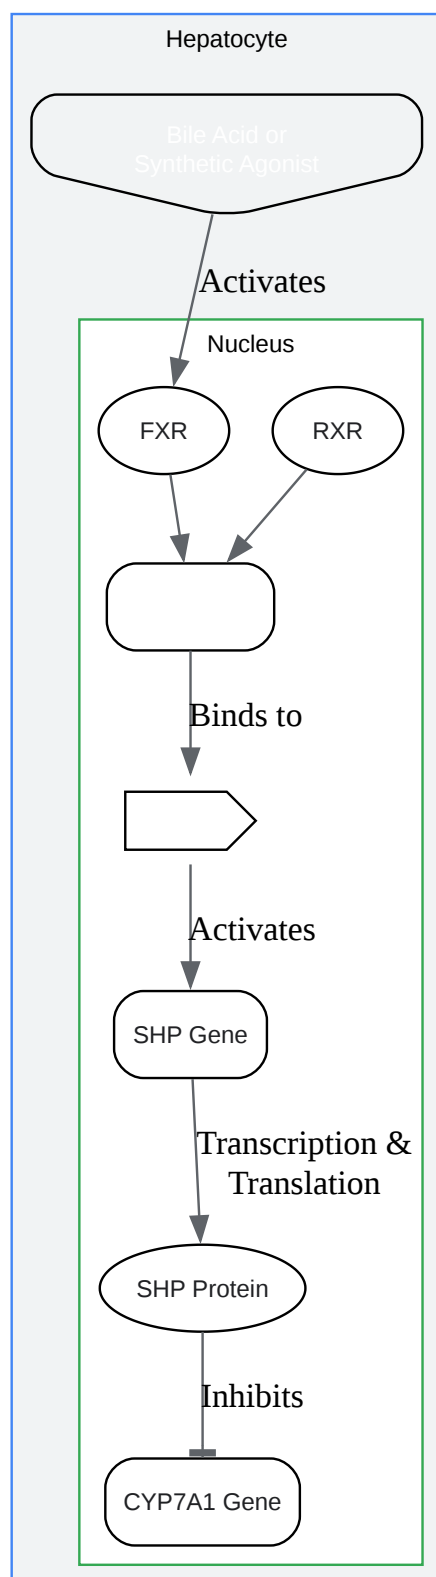 Hepatocyte
Bile Acid or
Synthetic Agonist
Activates
Nucleus
FXR
RXR
Binds to
Activates
SHP Gene
Transcription &
Translation
SHP Protein
Inhibits
CYP7A1 Gene